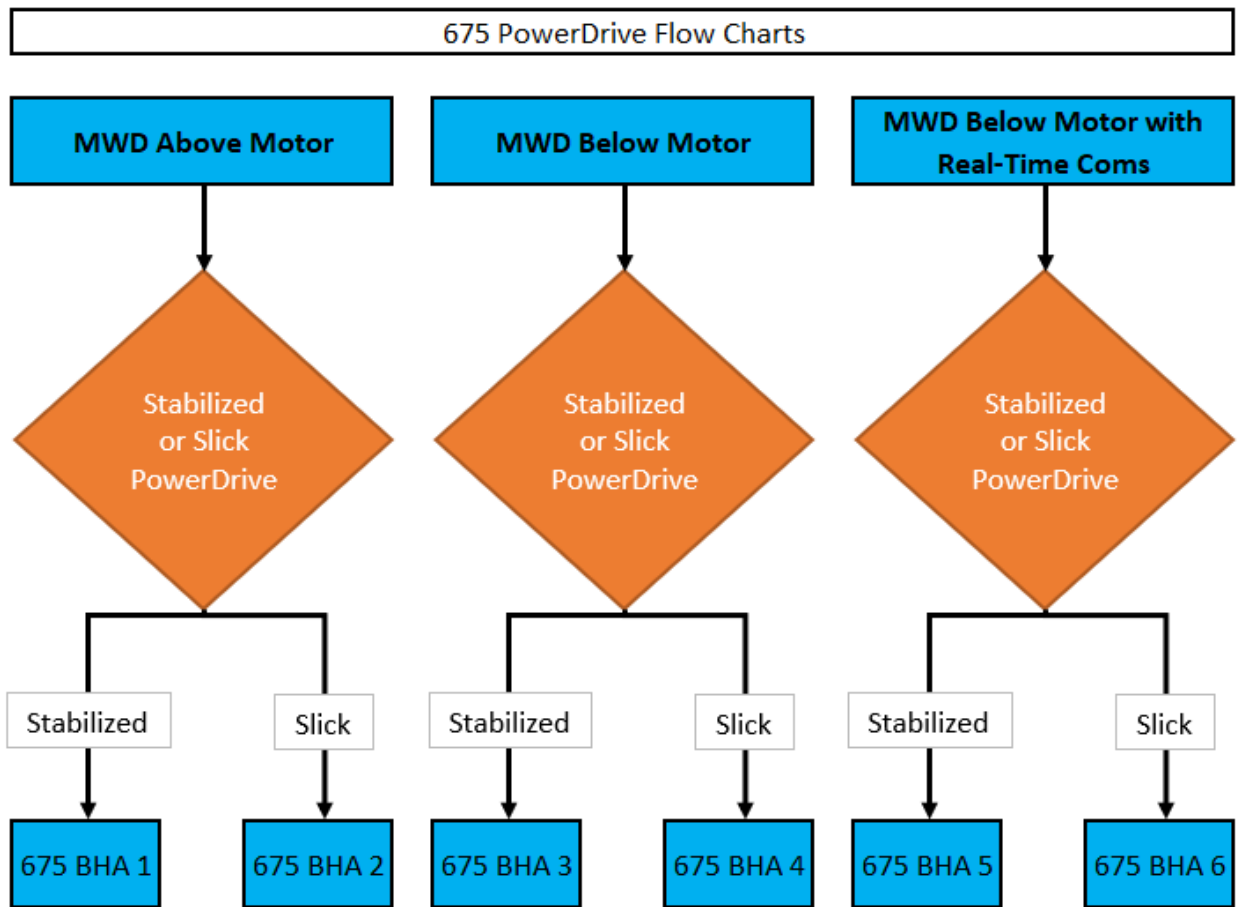 675 PowerDrive Flow Charts
MWD Above Motor
MWD Below Motor
MWD Below Motor with
Real-Time Coms
Stabilized
or Slick
PowerDrive
Stabilized
or Slick
PowerDrive
Stabilized
or Slick
PowerDrive
Stabilized
Slick
Stabilized
Slick
Stabilized
Slick
675 BHA 1
675 BHA 2
675 BHA 3
675 BHA 4
675 BHA 5
675 BHA 6